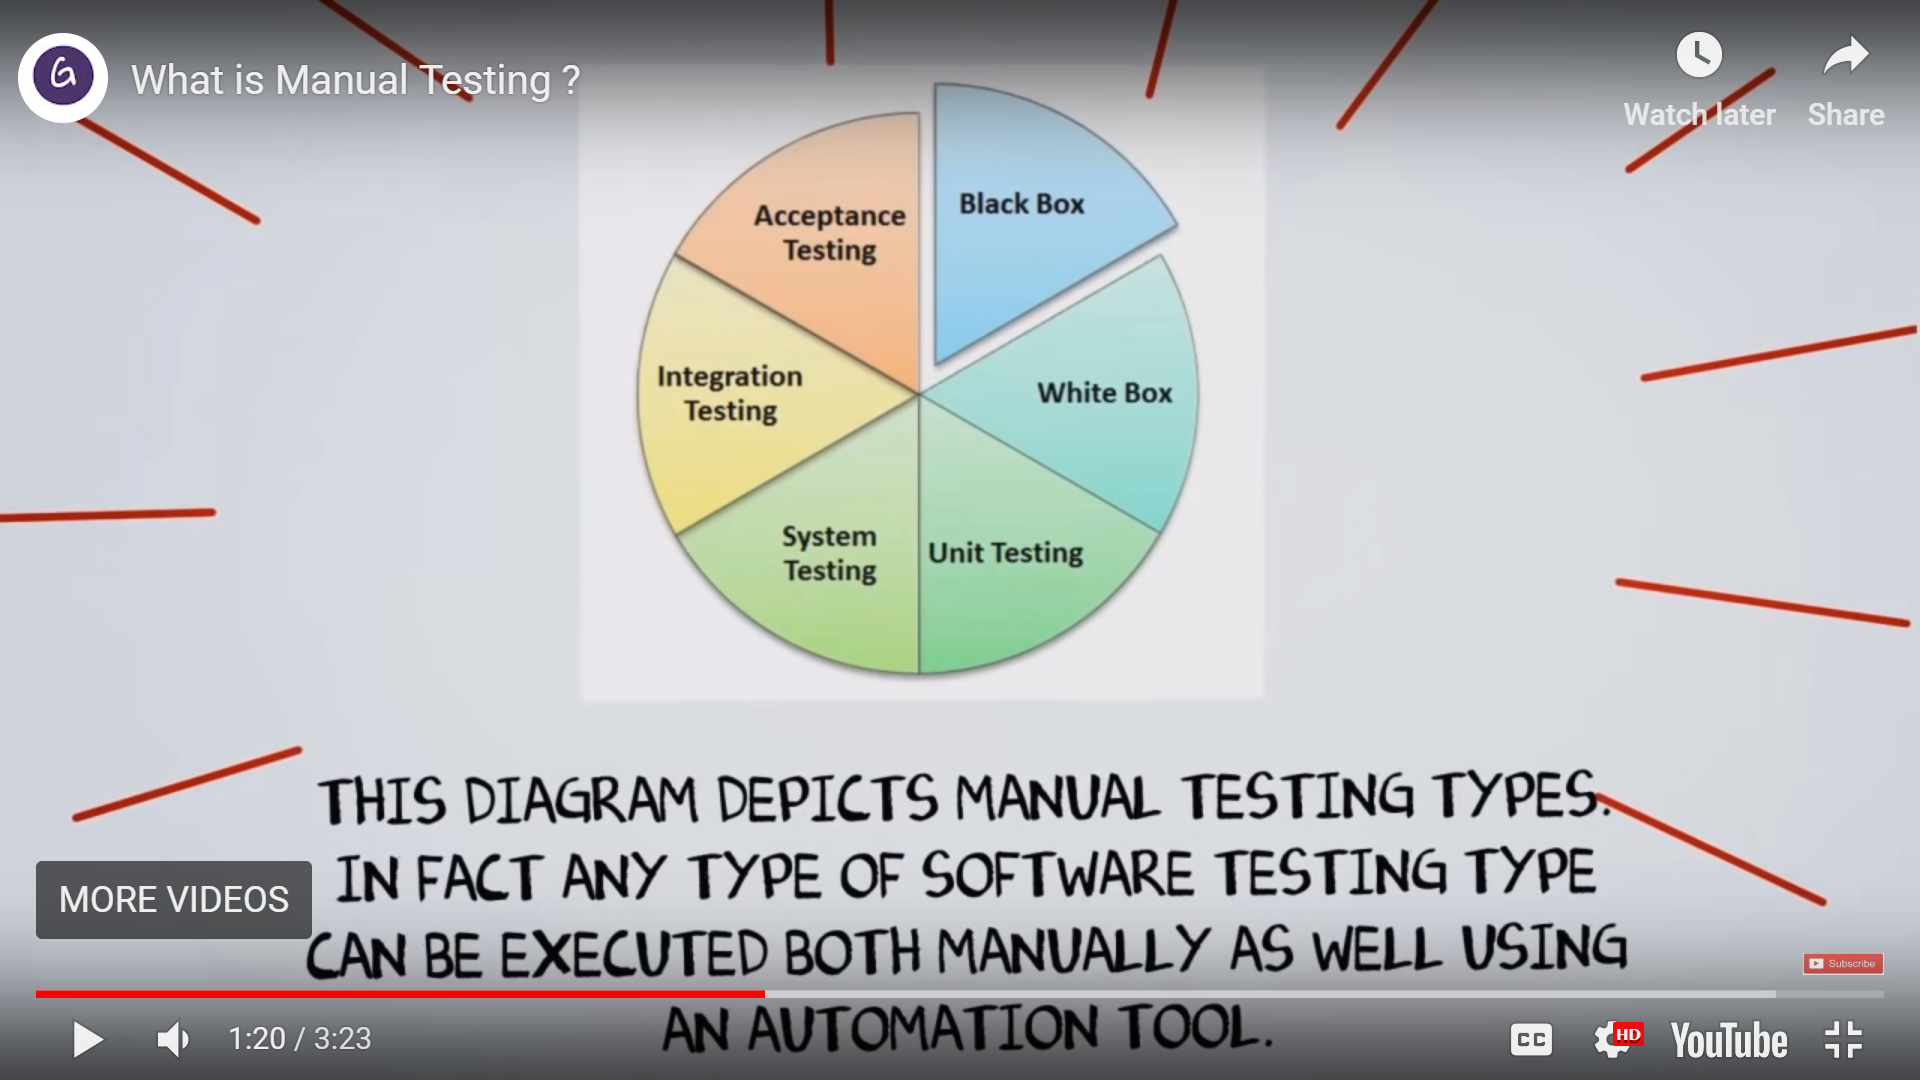 G
What is Manual Testing ?
Watch later
Share
Black Box
Acceptance
Testing
Integration
Testing
White Box
System
Testing
Unit Testing
THIS DIAGRAM DEPICTS MANUAL TESTING TYPES.
IN FACT ANY TYPE OF SOFTWARE TESTING TYPE
CAN BE EXECUTED BOTH MANUALLY AS WELL USING
AN AUTOMATION TOOL.
MORE VIDEOS
Subscribe
1:20 / 3:23
CC
HD
YouTube